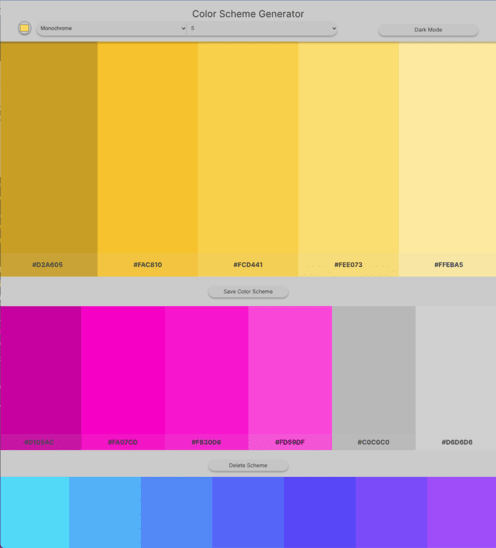 Color Scheme Generator
Monochrome 5 Dark Mode
#D2A605 #FAC810 #FCD441 #FEE073 #FFEBA5
Save Color Scheme
#FA07CD #FB30D6 #FD59DF #C0C0C0 #D6D6D6
Delete Scheme